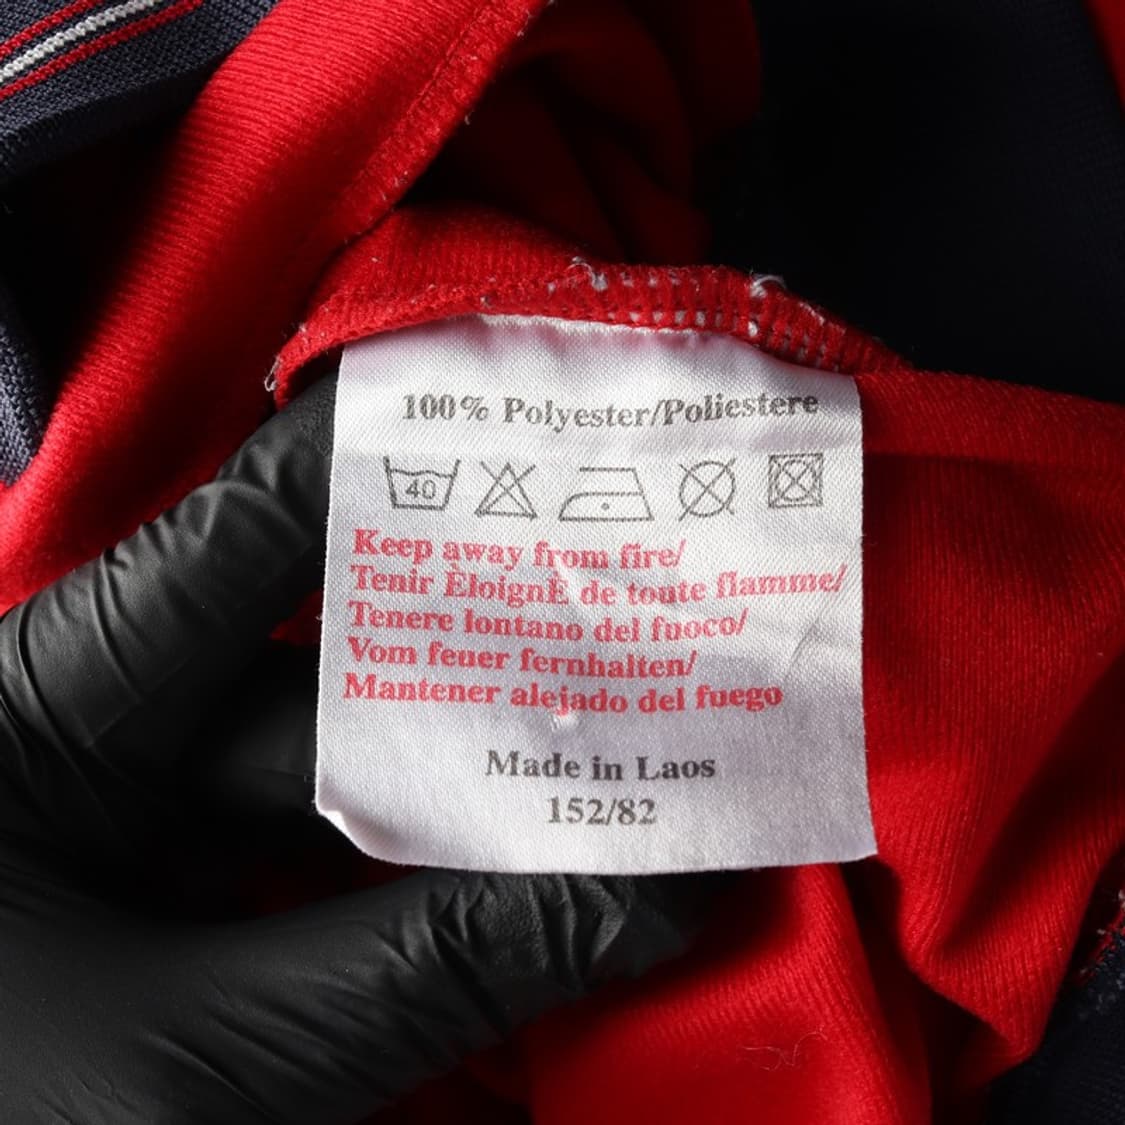 100% Polyester/Poliestere
40
Keep away from fire/
Tenir ÈloignÈ de toute flamme/
Tenere lontano del fuoco/
Vom feuer fernhalten/
Mantener alejado del fuego
Made in Laos
152/82